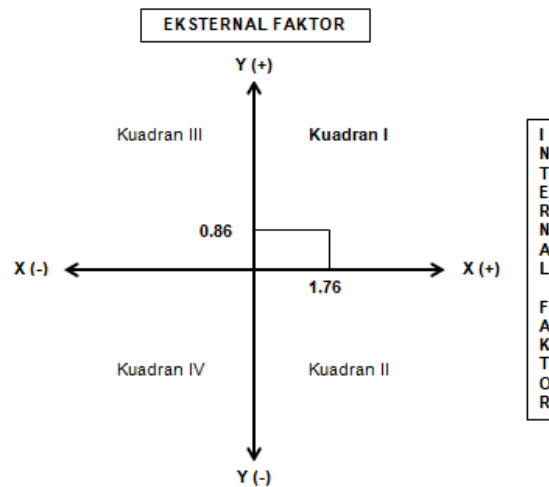 EKSTERNAL FAKTOR
Y (+)
Kuadran III
Kuadran I
0.86
X (-)
X (+)
1.76
Kuadran IV
Kuadran II
Y (-)
I
N
T
E
R
N
A
L
F
A
K
T
O
R